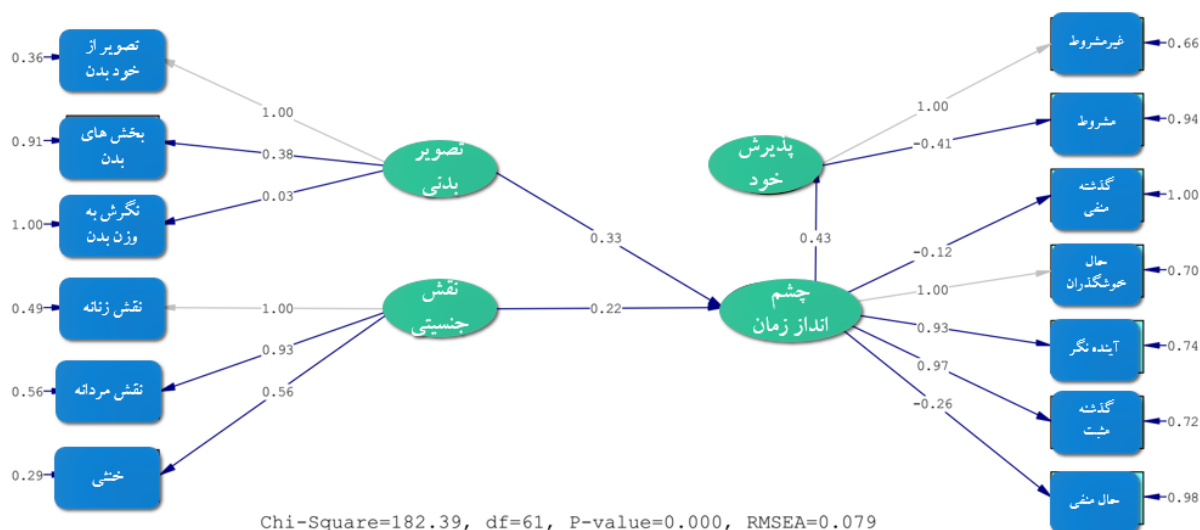 0.36
تصویر از
خود بدن
0.91
بخش های
بدن
1.00
نگرش به
وزن بدن
0.49
نقش زنانه
0.56
نقش مردانه
0.29
خنثی
1.00
0.38
0.03
1.00
0.93
0.56
تصویر
بدنی
نقش
جنسیتی
0.33
0.22
پذیرش
خود
0.43
چشم
انداز زمان
1.00
-0.41
-0.12
1.00
0.93
0.97
-0.26
غیرمشروط
0.66
مشروط
0.94
گذشته
منفی
1.00
حال
خوشگذران
0.70
آینده نگر
0.74
گذشته
مثبت
0.72
حال منفی
0.98
Chi-Square=182.39, df=61, P-value=0.000, RMSEA=0.079